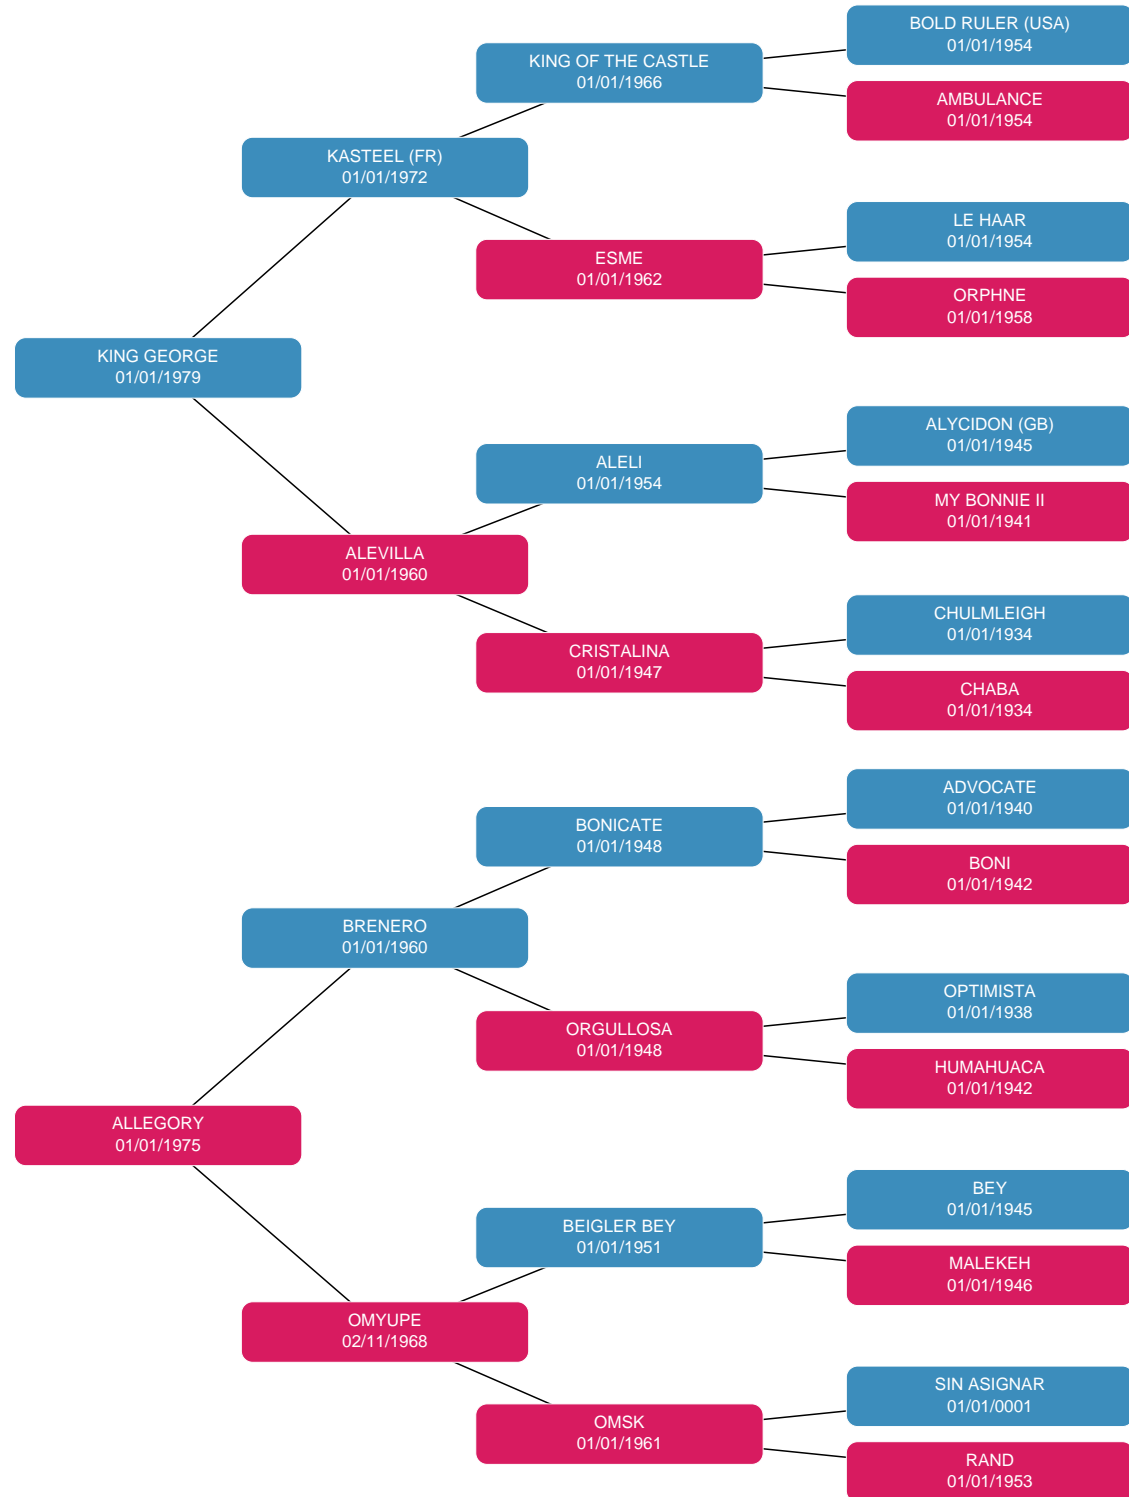 BOLD RULER (USA)
01/01/1954
KING OF THE CASTLE
01/01/1966
AMBULANCE
01/01/1954
KASTEEL (FR)
01/01/1972
LE HAAR
01/01/1954
ESME
01/01/1962
ORPHNE
01/01/1958
KING GEORGE
01/01/1979
ALYCIDON (GB)
01/01/1945
ALELI
01/01/1954
MY BONNIE II
01/01/1941
ALEVILLA
01/01/1960
CHULMLEIGH
01/01/1934
CRISTALINA
01/01/1947
CHABA
01/01/1934
ADVOCATE
01/01/1940
BONICATE
01/01/1948
BONI
01/01/1942
BRENERO
01/01/1960
OPTIMISTA
01/01/1938
ORGULLOSA
01/01/1948
HUMAHUACA
01/01/1942
ALLEGORY
01/01/1975
BEY
01/01/1945
BEIGLER BEY
01/01/1951
MALEKEH
01/01/1946
OMYUPE
02/11/1968
SIN ASIGNAR
01/01/0001
OMSK
01/01/1961
RAND
01/01/1953